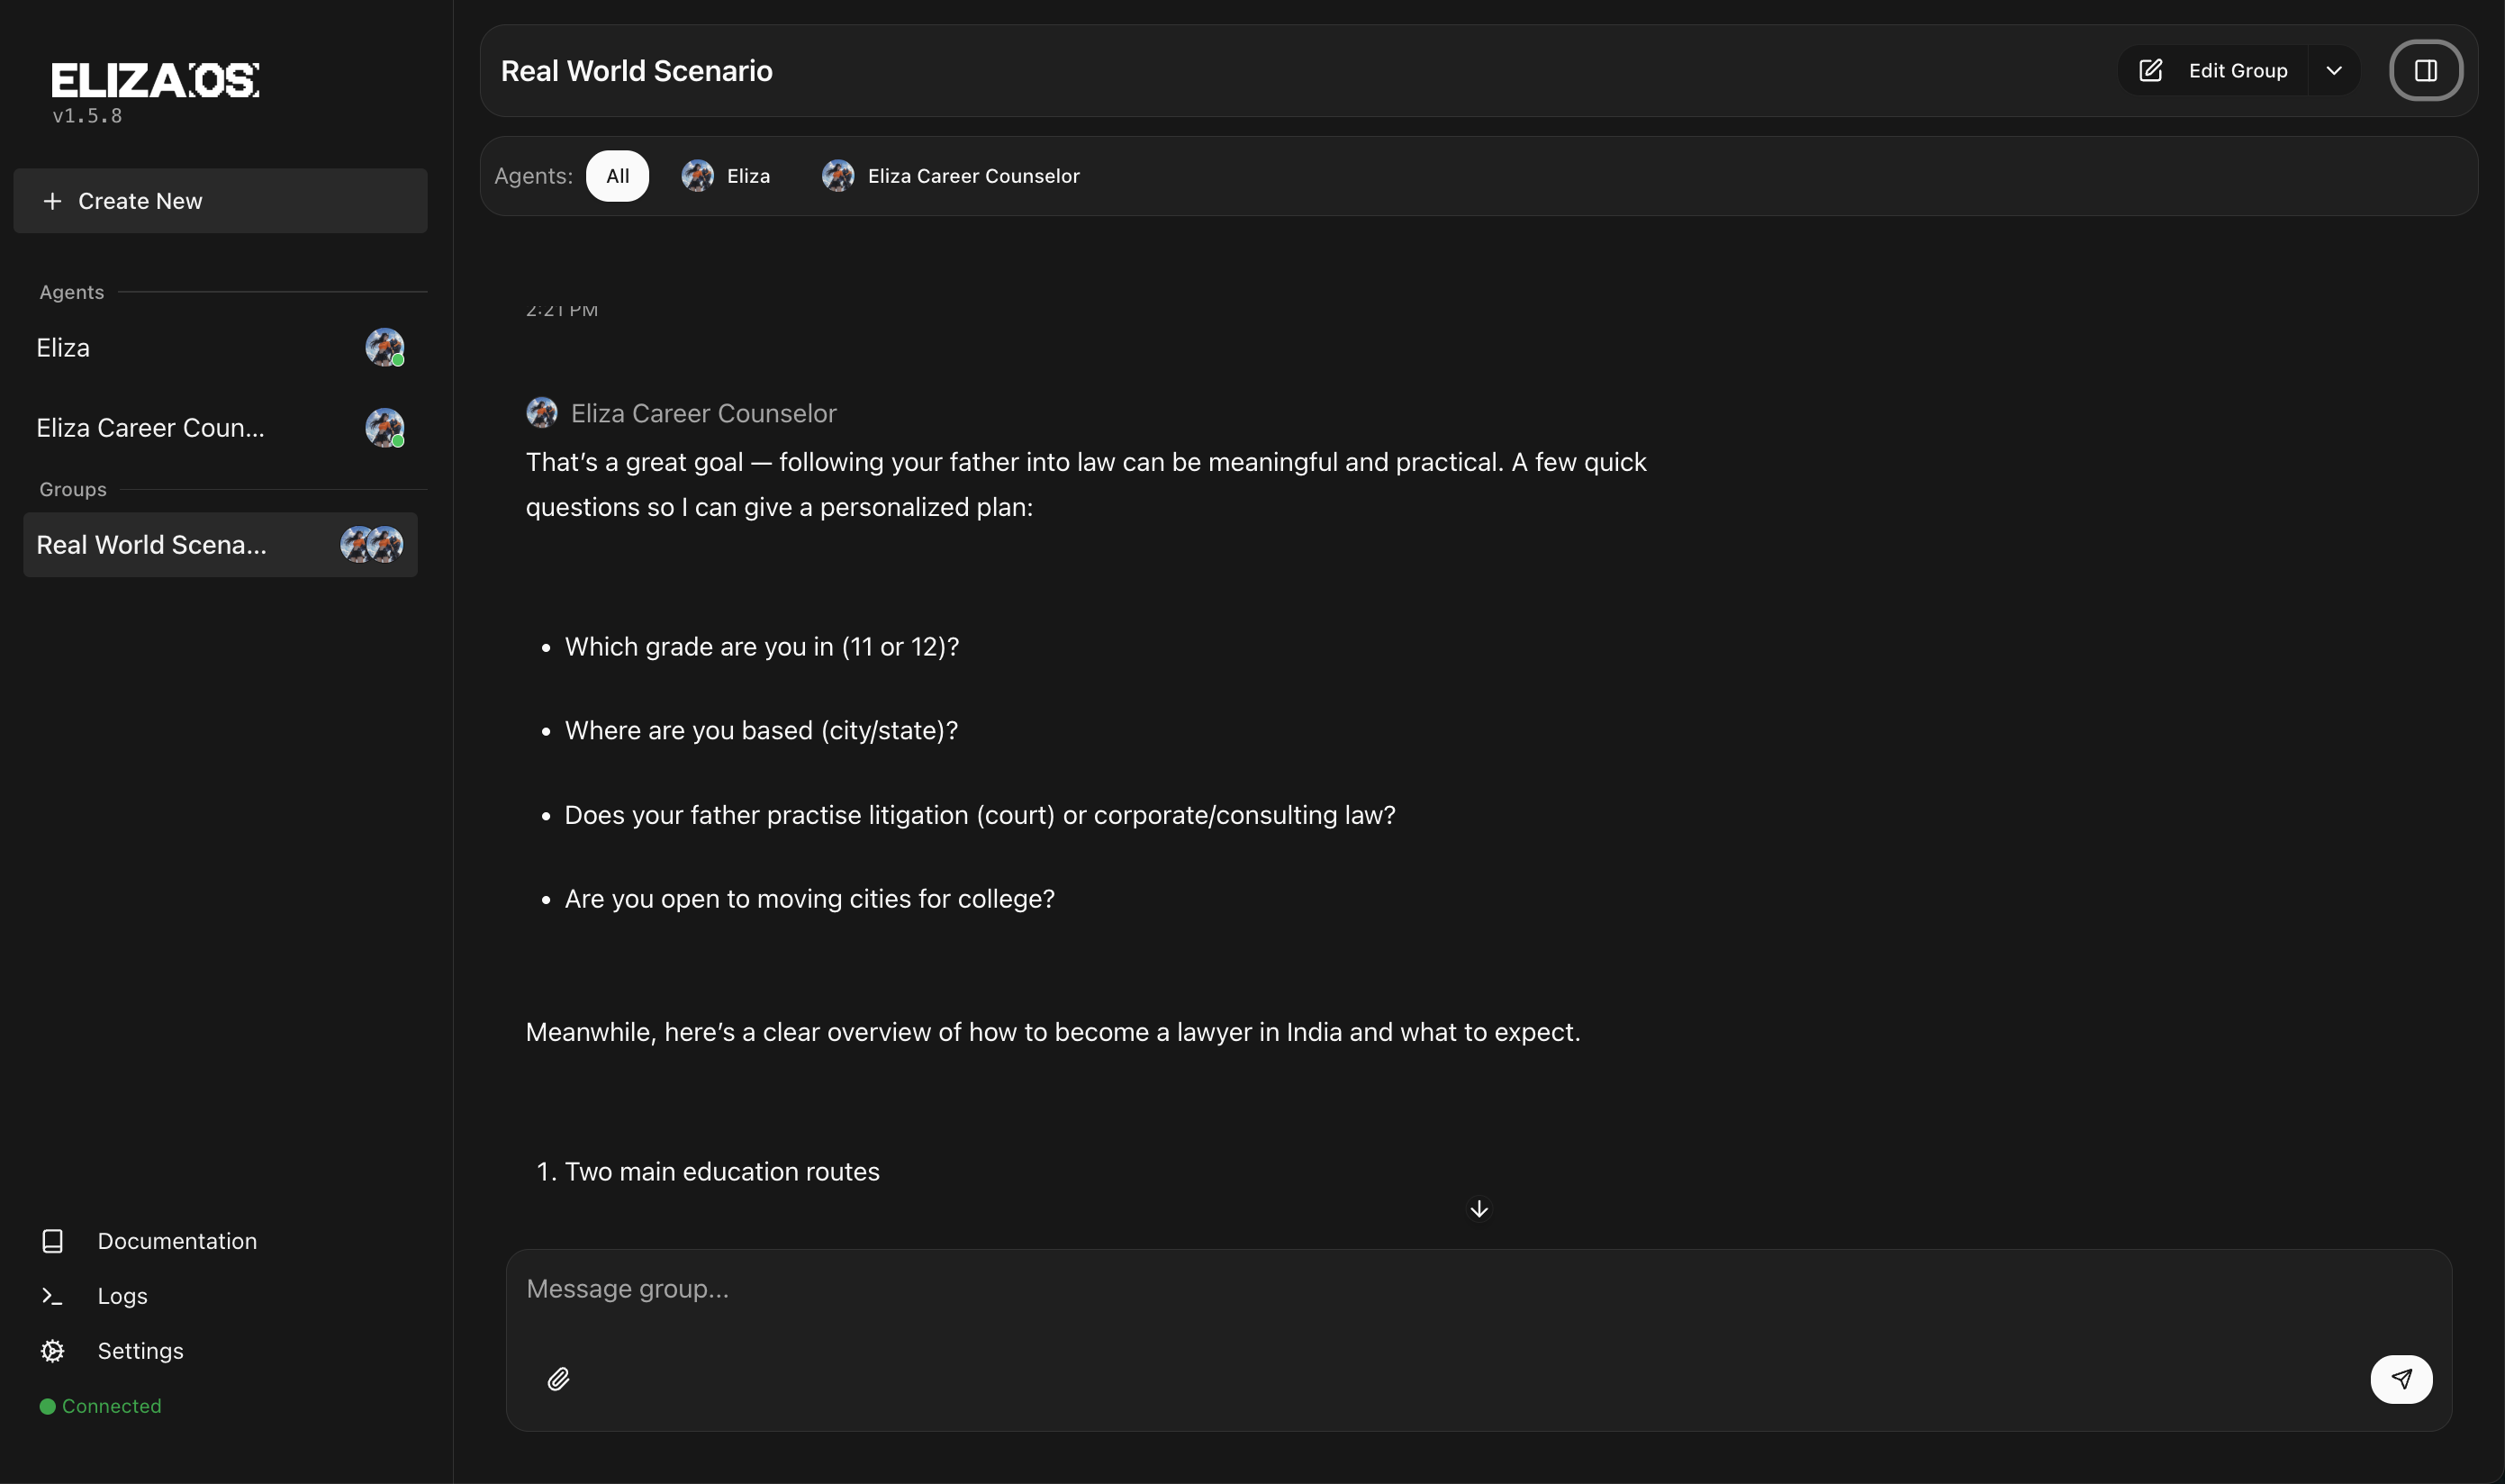 ELIZA OS
v1.5.8
+ Create New
Agents
Eliza
Eliza Career Coun...
Groups
Real World Scena...
Documentation
Logs
Settings
Connected
Real World Scenario
Edit Group
Agents: All Eliza Eliza Career Counselor
2:21 PM
Eliza Career Counselor
That’s a great goal — following your father into law can be meaningful and practical. A few quick
questions so I can give a personalized plan:
• Which grade are you in (11 or 12)?
• Where are you based (city/state)?
• Does your father practise litigation (court) or corporate/consulting law?
• Are you open to moving cities for college?
Meanwhile, here’s a clear overview of how to become a lawyer in India and what to expect.
1. Two main education routes
Message group...